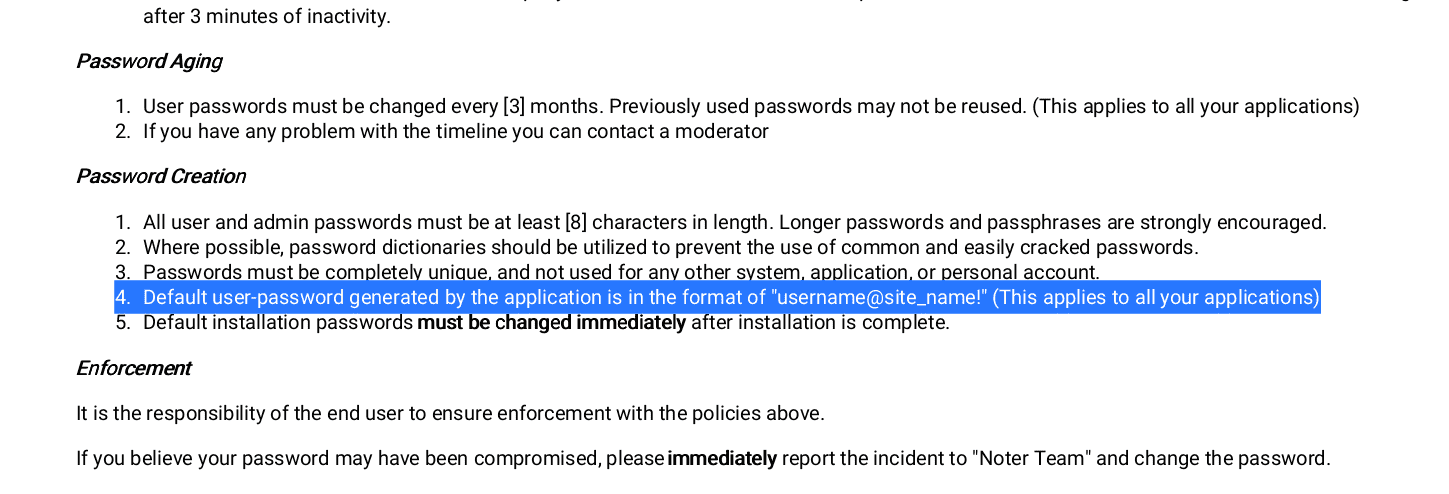 after 3 minutes of inactivity.
Password Aging
1. User passwords must be changed every [3] months. Previously used passwords may not be reused. (This applies to all your applications)
2. If you have any problem with the timeline you can contact a moderator
Password Creation
1. All user and admin passwords must be at least [8] characters in length. Longer passwords and passphrases are strongly encouraged.
2. Where possible, password dictionaries should be utilized to prevent the use of common and easily cracked passwords.
3. Passwords must be completely unique, and not used for any other system, application, or personal account.
4. Default user-password generated by the application is in the format of "username@site_name!" (This applies to all your applications)
5. Default installation passwords must be changed immediately after installation is complete.
Enforcement
It is the responsibility of the end user to ensure enforcement with the policies above.
If you believe your password may have been compromised, please immediately report the incident to "Noter Team" and change the password.